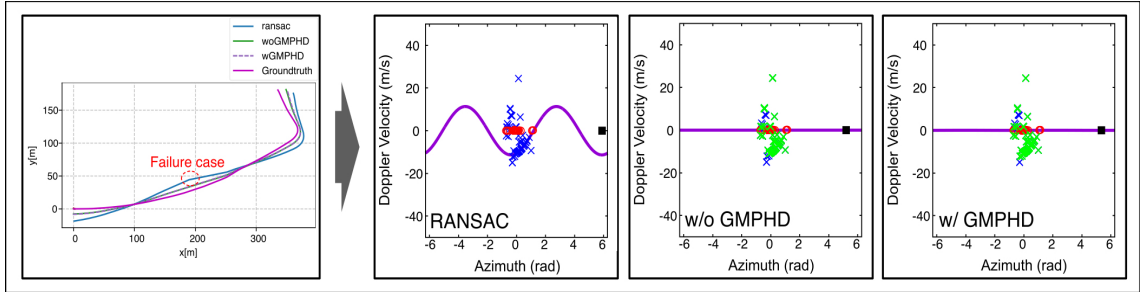 ransac
woGMPHD
wGMPHD
Groundtruth
150
100
50
0
y[m]
Failure case
0
100
200
300
x[m]
40
20
0
-20
-40
Doppler Velocity (m/s)
RANSAC
-6
-4
-2
0
2
4
6
Azimuth (rad)
40
20
0
-20
-40
Doppler Velocity (m/s)
w/o GMPHD
-6
-4
-2
0
2
4
6
Azimuth (rad)
40
20
0
-20
-40
Doppler Velocity (m/s)
w/ GMPHD
-6
-4
-2
0
2
4
6
Azimuth (rad)